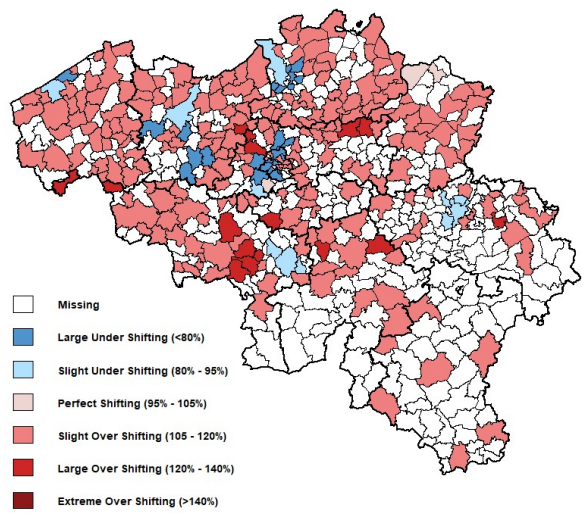 Missing
Large Under Shifting (<80%)
Slight Under Shifting (80% - 95%)
Perfect Shifting (95% - 105%)
Slight Over Shifting (105 - 120%)
Large Over Shifting (120% - 140%)
Extreme Over Shifting (>140%)